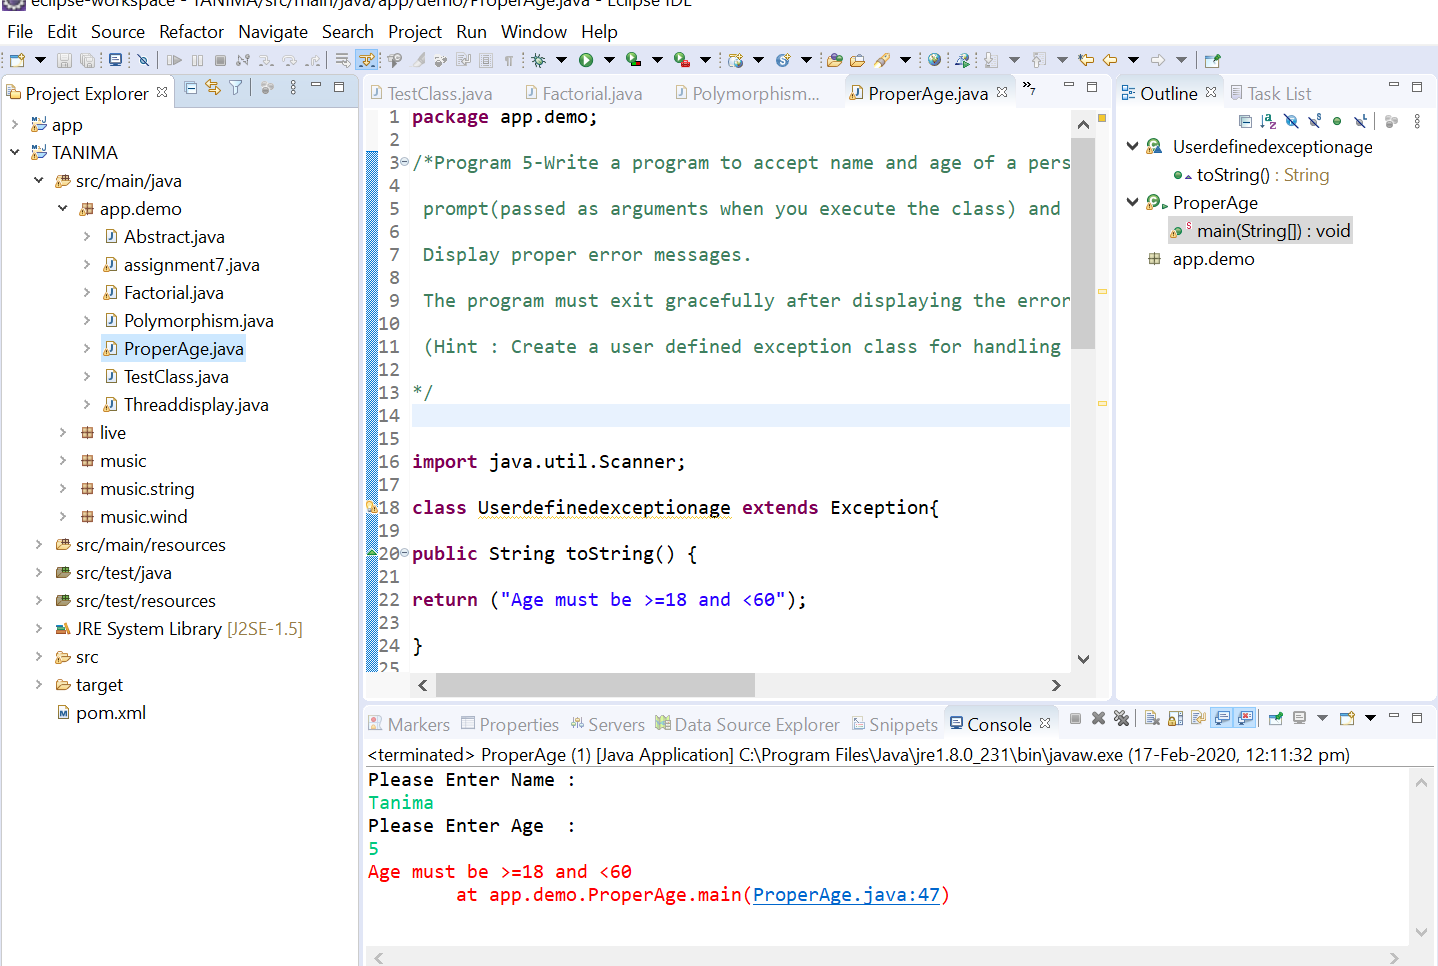 eclipse-workspace - TANIMA/src/main/java/app/demo/ProperAge.java - Eclipse IDE
File Edit Source Refactor Navigate Search Project Run Window Help
Project Explorer
app
TANIMA
src/main/java
app.demo
Abstract.java
assignment7.java
Factorial.java
Polymorphism.java
ProperAge.java
TestClass.java
Threaddisplay.java
live
music
music.string
music.wind
src/main/resources
src/test/java
src/test/resources
JRE System Library [J2SE-1.5]
src
target
pom.xml
TestClass.java Factorial.java Polymorphism... ProperAge.java »7
1 package app.demo;
2
3 /*Program 5-Write a program to accept name and age of a pers
4
5 prompt(passed as arguments when you execute the class) and
6
7 Display proper error messages.
8
9 The program must exit gracefully after displaying the error
10
11 (Hint : Create a user defined exception class for handling
12
13 */
14
15
16 import java.util.Scanner;
17
18 class Userdefinedexceptionage extends Exception{
19
20 public String toString() {
21
22 return ("Age must be >=18 and <60");
23
24 }
25
Outline Task List
Userdefinedexceptionage
toString() : String
ProperAge
main(String[]) : void
app.demo
Markers Properties Servers Data Source Explorer Snippets Console
<terminated> ProperAge (1) [Java Application] C:\Program Files\Java\jre1.8.0_231\bin\javaw.exe (17-Feb-2020, 12:11:32 pm)
Please Enter Name :
Tanima
Please Enter Age  :
5
Age must be >=18 and <60
at app.demo.ProperAge.main(ProperAge.java:47)